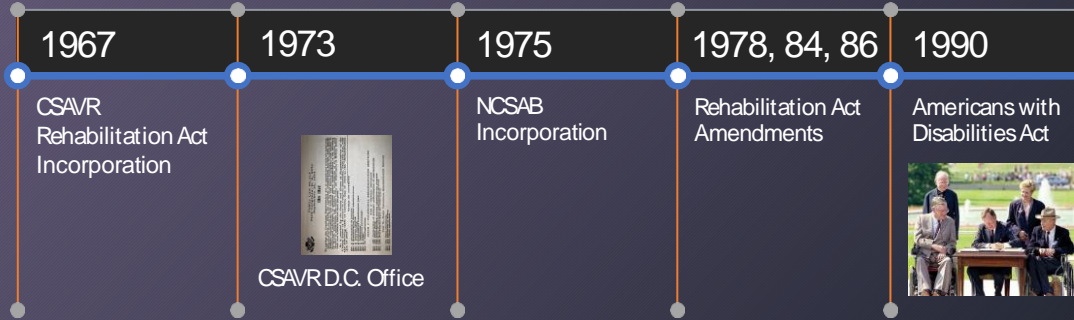 1967
1973
1975
1978, 84, 86
1990
CSAVR
Rehabilitation Act
Incorporation
CSAVR D.C. Office
NCSAB
Incorporation
Rehabilitation Act
Amendments
Americans with
Disabilities Act